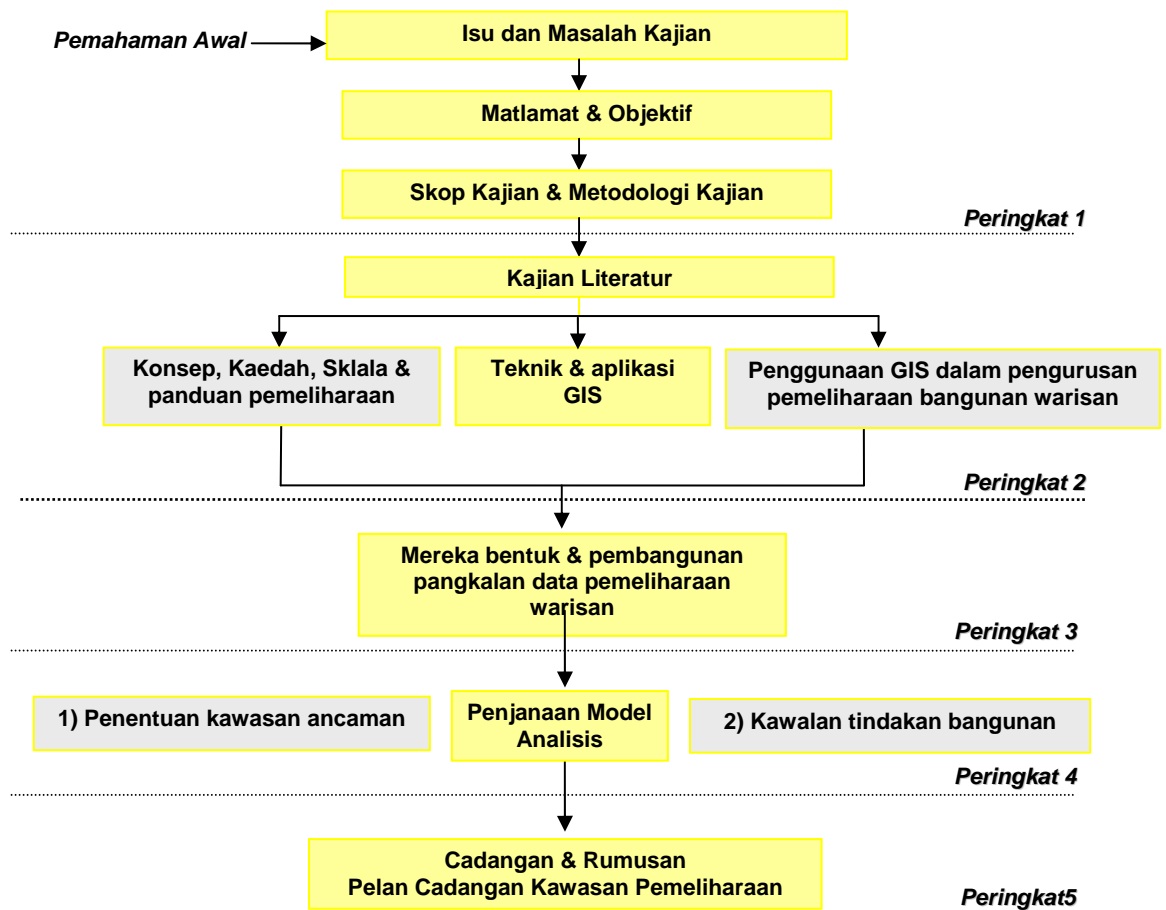 Pemahaman Awal
Isu dan Masalah Kajian
Matlamat & Objektif
Skop Kajian & Metodologi Kajian
Peringkat 1
Kajian Literatur
Konsep, Kaedah, Sklala &
panduan pemeliharaan
Teknik & aplikasi
GIS
Penggunaan GIS dalam pengurusan
pemeliharaan bangunan warisan
Peringkat 2
Mereka bentuk & pembangunan
pangkalan data pemeliharaan
warisan
Peringkat 3
1) Penentuan kawasan ancaman
Penjanaan Model
Analisis
2) Kawalan tindakan bangunan
Peringkat 4
Cadangan & Rumusan
Pelan Cadangan Kawasan Pemeliharaan
Peringkat5